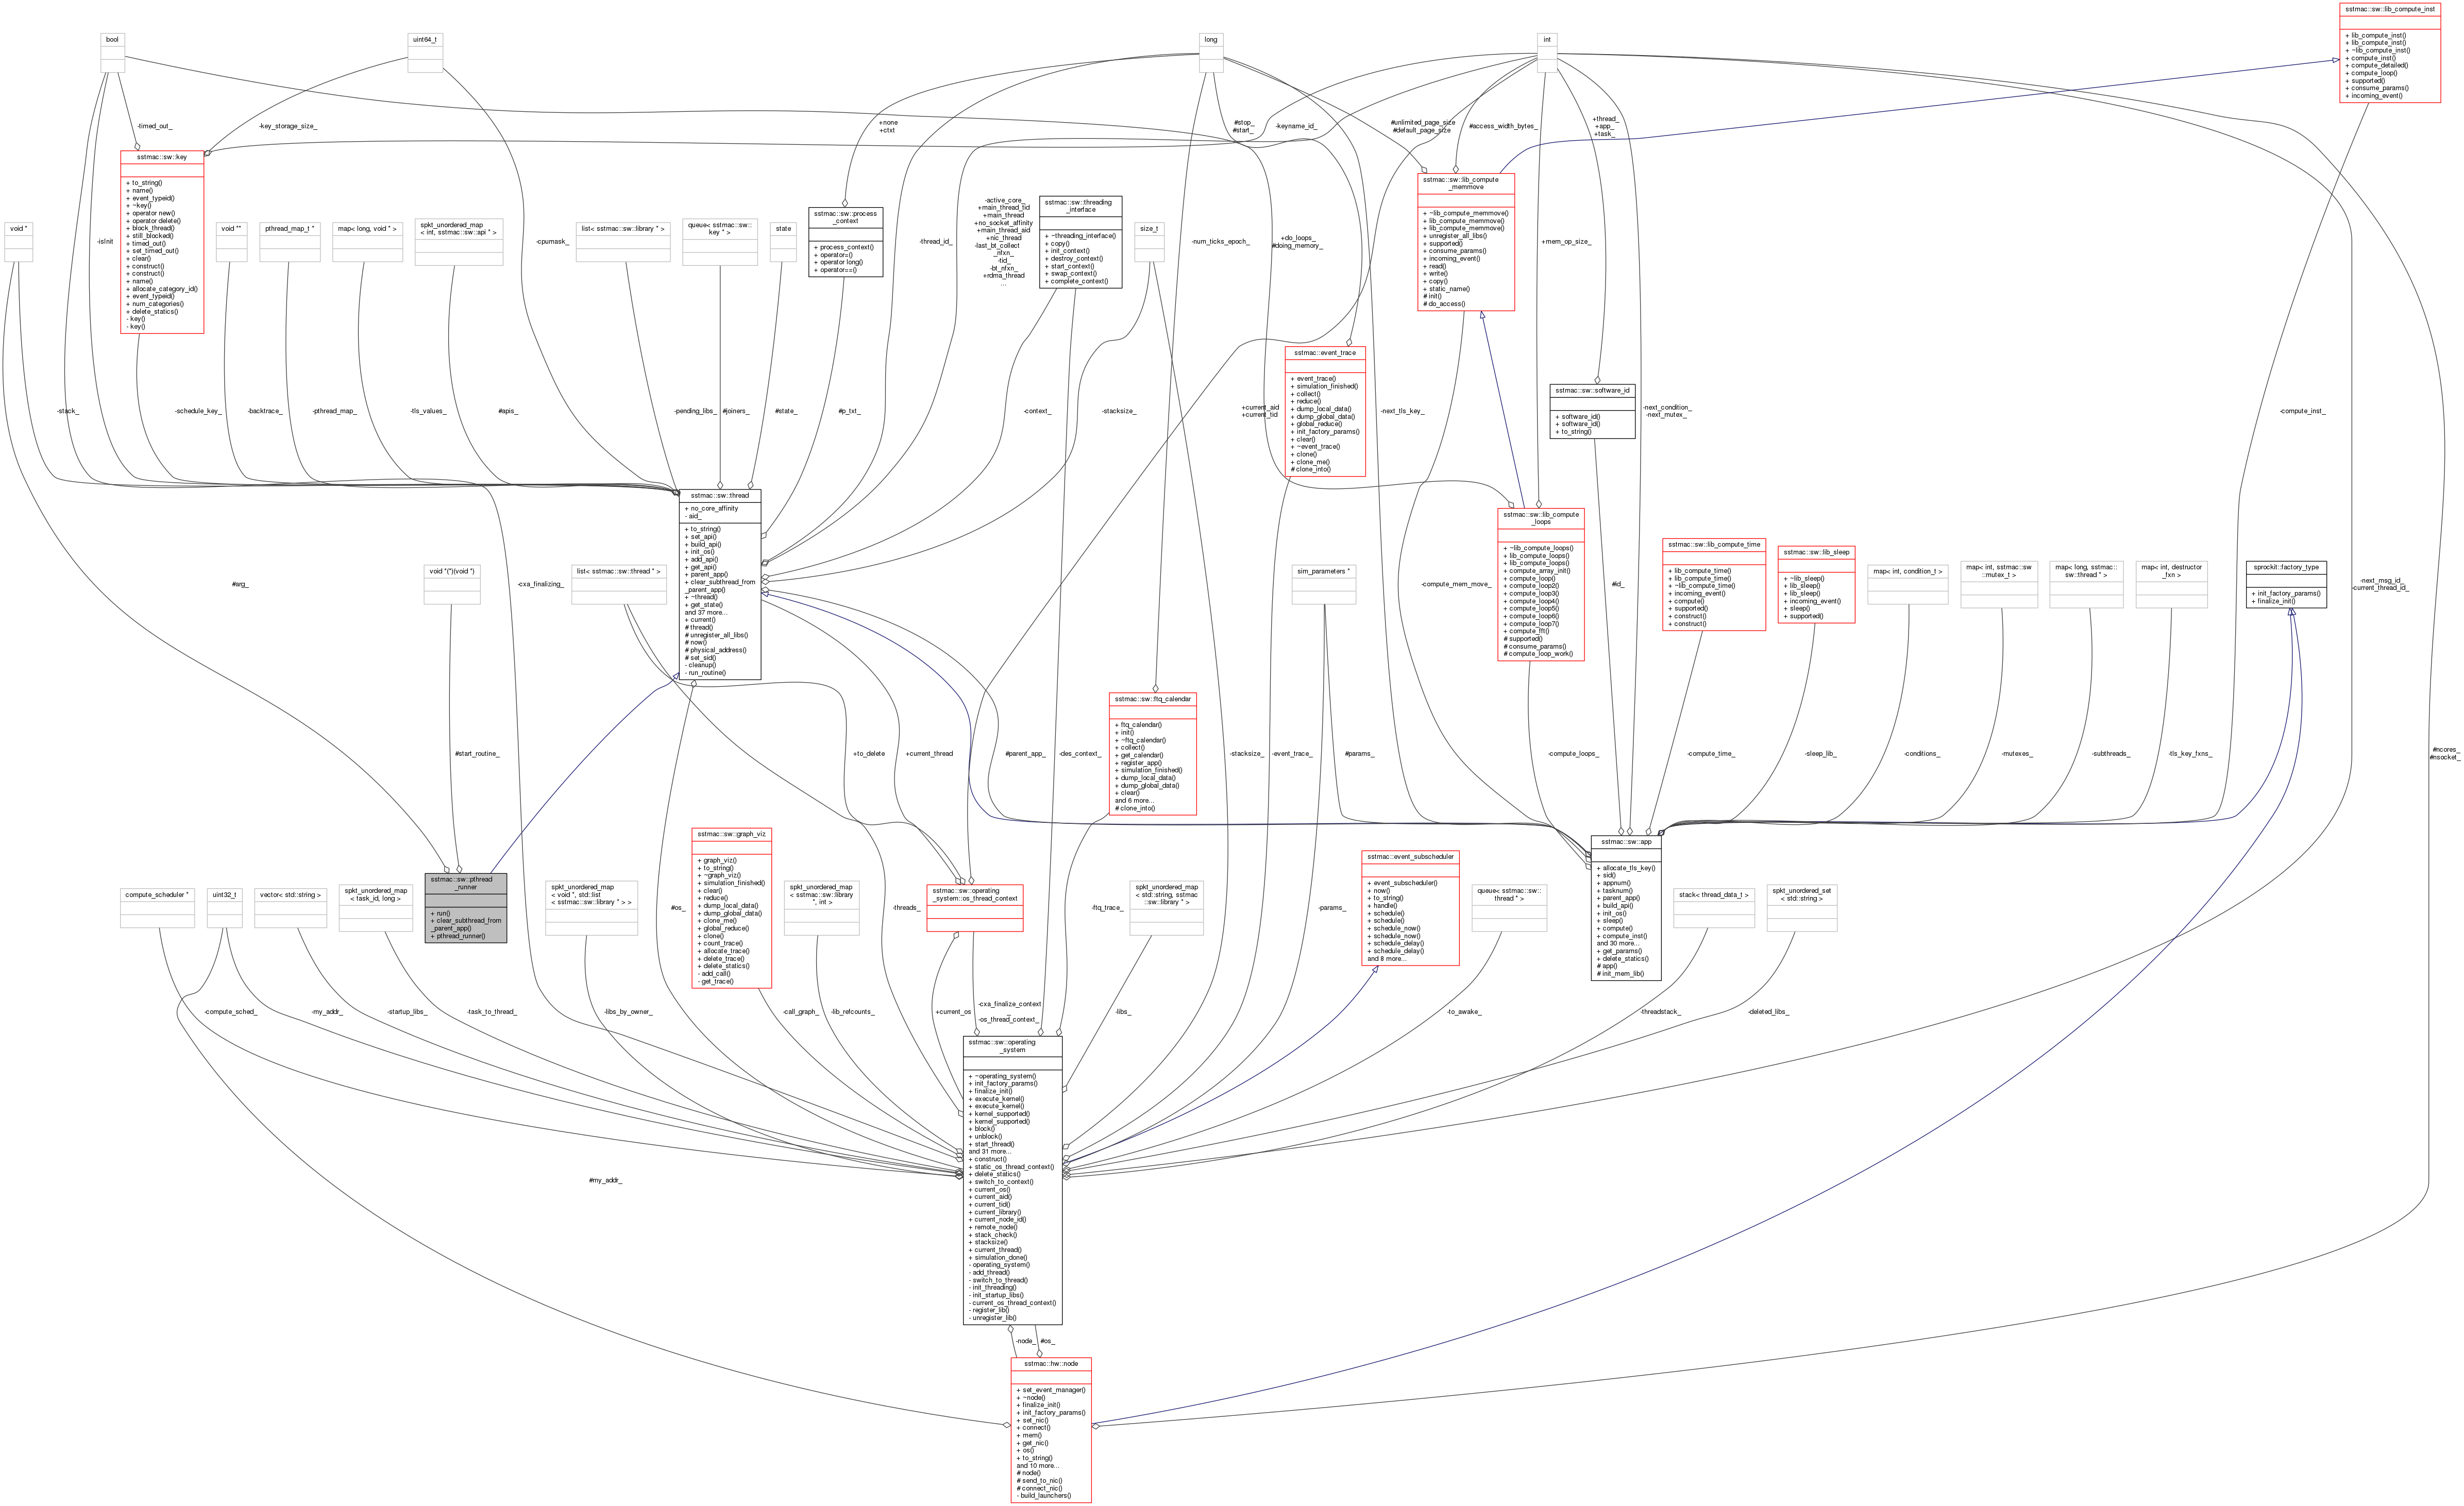 sstmac::sw::lib_compute_inst
+ lib_compute_inst()
+ lib_compute_inst()
+ ~lib_compute_inst()
+ compute_inst()
+ compute_detailed()
+ compute_loop()
+ supported()
+ consume_params()
+ incoming_event()
bool
uint64_t
long
int
-timed_out_
-key_storage_size_
+none
+ctxt
#stop_
#start_
-keyname_id_
#unlimited_page_size
#default_page_size
#access_width_bytes_
+thread_
+app_
+task_
sstmac::sw::key
+ to_string()
+ name()
+ event_typeid()
+ ~key()
+ operator new()
+ operator delete()
+ block_thread()
+ still_blocked()
+ timed_out()
+ set_timed_out()
+ clear()
+ construct()
+ construct()
+ name()
+ allocate_category_id()
+ event_typeid()
+ num_categories()
+ delete_statics()
- key()
- key()
sstmac::sw::lib_compute
_memmove
+ ~lib_compute_memmove()
+ lib_compute_memmove()
+ lib_compute_memmove()
+ unregister_all_libs()
+ supported()
+ consume_params()
+ incoming_event()
+ read()
+ write()
+ copy()
+ static_name()
# init()
# do_access()
void *
-isInit
void **
pthread_map_t *
map< long, void * >
spkt_unordered_map
< int, sstmac::sw::api * >
-cpumask_
list< sstmac::sw::library * >
queue< sstmac::sw::
key * >
state
sstmac::sw::process
_context
+ process_context()
+ operator=()
+ operator long()
+ operator==()
-thread_id_
-active_core_
+main_thread_tid
+main_thread
+no_socket_affinity
+main_thread_aid
+nic_thread
-last_bt_collect
_nfxn_
-tid_
-bt_nfxn_
+rdma_thread
...
sstmac::sw::threading
_interface
+ ~threading_interface()
+ copy()
+ init_context()
+ destroy_context()
+ start_context()
+ swap_context()
+ complete_context()
size_t
-num_ticks_epoch_
+do_loops_
#doing_memory_
+mem_op_size_
sstmac::event_trace
+ event_trace()
+ simulation_finished()
+ collect()
+ reduce()
+ dump_local_data()
+ dump_global_data()
+ global_reduce()
+ init_factory_params()
+ clear()
+ ~event_trace()
+ clone()
+ clone_me()
# clone_into()
sstmac::sw::software_id
+ software_id()
+ software_id()
+ to_string()
-stack_
-schedule_key_
-backtrace_
-pthread_map_
-tls_values_
#apis_
-pending_libs_
#joiners_
#state_
#p_txt_
-context_
-stacksize_
+current_aid
+current_tid
-next_tls_key_
-next_condition_
-next_mutex_
-compute_inst_
sstmac::sw::thread
+ no_core_affinity
- aid_
+ to_string()
+ set_api()
+ build_api()
+ init_os()
+ add_api()
+ get_api()
+ parent_app()
+ clear_subthread_from
_parent_app()
+ ~thread()
+ get_state()
and 37 more...
+ current()
# thread()
# unregister_all_libs()
# now()
# physical_address()
# set_sid()
- cleanup()
- run_routine()
sstmac::sw::lib_compute
_loops
+ ~lib_compute_loops()
+ lib_compute_loops()
+ lib_compute_loops()
+ compute_array_init()
+ compute_loop()
+ compute_loop2()
+ compute_loop3()
+ compute_loop4()
+ compute_loop5()
+ compute_loop6()
+ compute_loop7()
+ compute_fft()
# supported()
# consume_params()
# compute_loop_work()
#arg_
void *(*)(void *)
-cxa_finalizing_
list< sstmac::sw::thread * >
sim_parameters *
-compute_mem_move_
#id_
sstmac::sw::lib_compute_time
+ lib_compute_time()
+ lib_compute_time()
+ ~lib_compute_time()
+ incoming_event()
+ compute()
+ supported()
+ construct()
+ construct()
sstmac::sw::lib_sleep
+ ~lib_sleep()
+ lib_sleep()
+ lib_sleep()
+ incoming_event()
+ sleep()
+ supported()
map< int, condition_t >
map< int, sstmac::sw
::mutex_t >
map< long, sstmac::
sw::thread * >
map< int, destructor
_fxn >
sprockit::factory_type
+ init_factory_params()
+ finalize_init()
-next_msg_id_
-current_thread_id_
sstmac::sw::ftq_calendar
+ ftq_calendar()
+ init()
+ ~ftq_calendar()
+ collect()
+ get_calendar()
+ register_app()
+ simulation_finished()
+ dump_local_data()
+ dump_global_data()
+ clear()
and 6 more...
# clone_into()
#start_routine_
+to_delete
+current_thread
#parent_app_
-des_context_
-stacksize_
-event_trace_
#params_
-compute_loops_
-compute_time_
-sleep_lib_
-conditions_
-mutexes_
-subthreads_
-tls_key_fxns_
#ncores_
#nsocket_
sstmac::sw::app
+ allocate_tls_key()
+ sid()
+ appnum()
+ tasknum()
+ parent_app()
+ build_api()
+ init_os()
+ sleep()
+ compute()
+ compute_inst()
and 30 more...
+ get_params()
+ delete_statics()
# app()
# init_mem_lib()
compute_scheduler *
uint32_t
vector< std::string >
spkt_unordered_map
< task_id, long >
sstmac::sw::pthread
_runner
+ run()
+ clear_subthread_from
_parent_app()
+ pthread_runner()
spkt_unordered_map
< void *, std::list
< sstmac::sw::library * > >
#os_
sstmac::sw::graph_viz
+ graph_viz()
+ to_string()
+ ~graph_viz()
+ simulation_finished()
+ clear()
+ reduce()
+ dump_local_data()
+ dump_global_data()
+ clone_me()
+ global_reduce()
+ clone()
+ count_trace()
+ allocate_trace()
+ delete_trace()
+ delete_statics()
- add_call()
- get_trace()
spkt_unordered_map
< sstmac::sw::library
*, int >
-threads_
sstmac::sw::operating
_system::os_thread_context
-ftq_trace_
spkt_unordered_map
< std::string, sstmac
::sw::library * >
-params_
sstmac::event_subscheduler
+ event_subscheduler()
+ now()
+ to_string()
+ handle()
+ schedule()
+ schedule()
+ schedule_now()
+ schedule_now()
+ schedule_delay()
+ schedule_delay()
and 8 more...
queue< sstmac::sw::
thread * >
stack< thread_data_t >
spkt_unordered_set
< std::string >
-compute_sched_
-my_addr_
-startup_libs_
-task_to_thread_
-libs_by_owner_
-call_graph_
-lib_refcounts_
+current_os
-cxa_finalize_context
_
-os_thread_context_
-libs_
-to_awake_
-threadstack_
-deleted_libs_
#my_addr_
sstmac::sw::operating
_system
+ ~operating_system()
+ init_factory_params()
+ finalize_init()
+ execute_kernel()
+ execute_kernel()
+ kernel_supported()
+ kernel_supported()
+ block()
+ unblock()
+ start_thread()
and 31 more...
+ construct()
+ static_os_thread_context()
+ delete_statics()
+ switch_to_context()
+ current_os()
+ current_aid()
+ current_tid()
+ current_library()
+ current_node_id()
+ remote_node()
+ stack_check()
+ stacksize()
+ current_thread()
+ simulation_done()
- operating_system()
- add_thread()
- switch_to_thread()
- init_threading()
- init_startup_libs()
- current_os_thread_context()
- register_lib()
- unregister_lib()
-node_
#os_
sstmac::hw::node
+ set_event_manager()
+ ~node()
+ finalize_init()
+ init_factory_params()
+ set_nic()
+ connect()
+ mem()
+ get_nic()
+ os()
+ to_string()
and 10 more...
# node()
# send_to_nic()
# connect_nic()
- build_launchers()